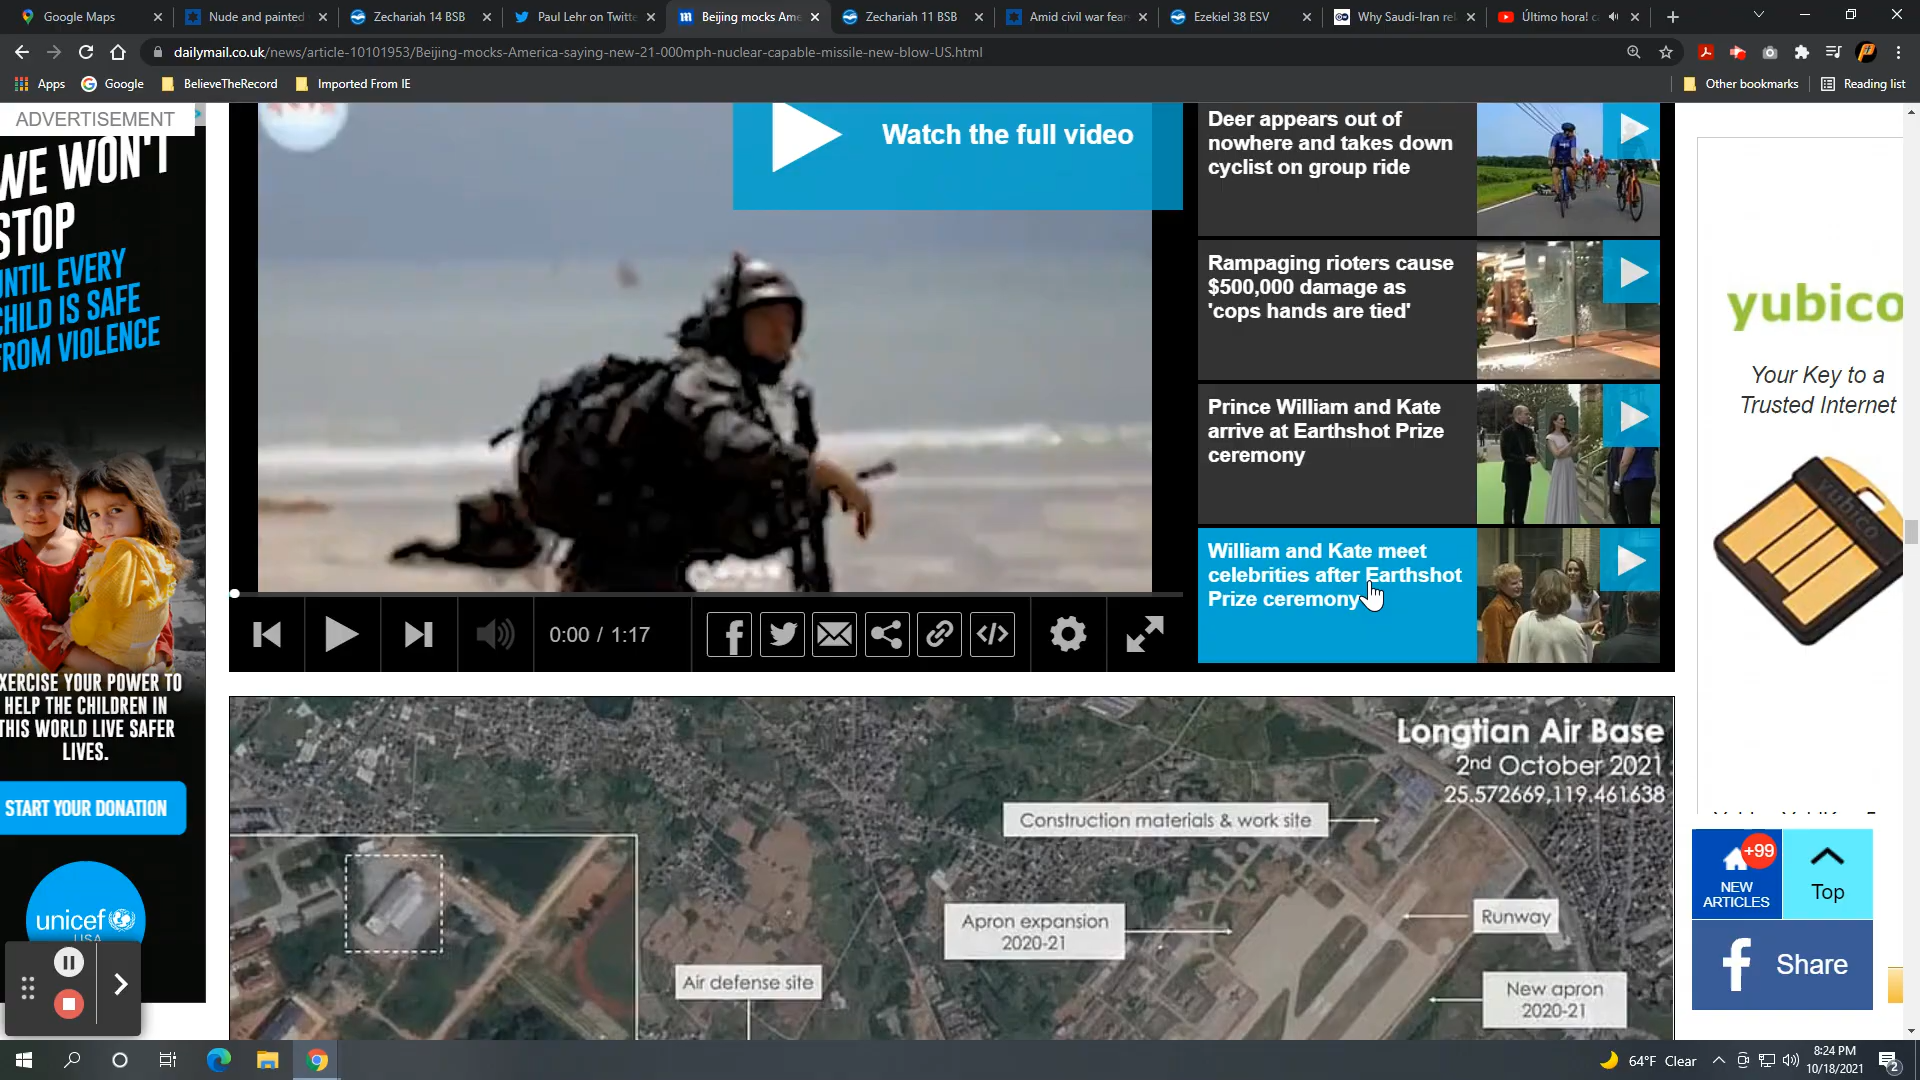 Google Maps
Nude and painted
Zechariah 14 BSB
Paul Lehr on Twitte
Beijing mocks Ame
Zechariah 11 BSB
Amid civil war fear
Ezekiel 38 ESV
Why Saudi-Iran re
Último hora!
dailymail.co.uk/news/article-10101953/Beijing-mocks-America-saying-new-21-000mph-nuclear-capable-missile-new-blow-US.html
Apps
Google
BelieveTheRecord
Imported From IE
Other bookmarks
Reading list
ADVERTISEMENT
WE WON'T
STOP
UNTIL EVERY
CHILD IS SAFE
FROM VIOLENCE
EXERCISE YOUR POWER TO
HELP THE CHILDREN IN
THIS WORLD LIVE SAFER
LIVES.
START YOUR DONATION
unicef
USA
Watch the full video
0:00 / 1:17
Deer appears out of
nowhere and takes down
cyclist on group ride
Rampaging rioters cause
$500,000 damage as
'cops hands are tied'
Prince William and Kate
arrive at Earthshot Prize
ceremony
William and Kate meet
celebrities after Earthshot
Prize ceremony
Longtian Air Base
2nd October 2021
25.572669,119.461638
Construction materials & work site
Apron expansion
2020-21
Runway
Air defense site
New apron
2020-21
yubico
Your Key to a
Trusted Internet
yubico
+99
NEW
ARTICLES
Top
Share
64°F Clear
8:24 PM
10/18/2021
2